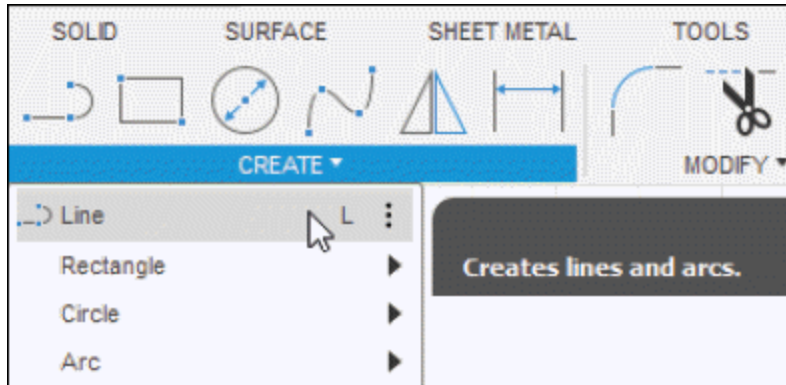 SOLID SURFACE SHEET METAL TOOLS
CREATE MODIFY
Line L
Creates lines and arcs.
Rectangle
Circle
Arc